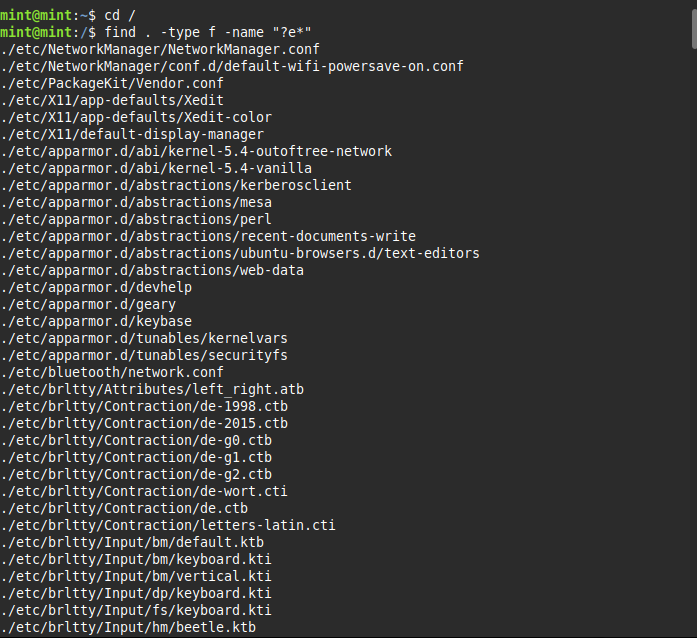 mint@mint:~$ cd /
mint@mint:/$ find . -type f -name "?e*"
./etc/NetworkManager/NetworkManager.conf
./etc/NetworkManager/conf.d/default-wifi-powersave-on.conf
./etc/PackageKit/Vendor.conf
./etc/X11/app-defaults/Xedit
./etc/X11/app-defaults/Xedit-color
./etc/X11/default-display-manager
./etc/apparmor.d/abi/kernel-5.4-outoftree-network
./etc/apparmor.d/abi/kernel-5.4-vanilla
./etc/apparmor.d/abstractions/kerberosclient
./etc/apparmor.d/abstractions/mesa
./etc/apparmor.d/abstractions/perl
./etc/apparmor.d/abstractions/recent-documents-write
./etc/apparmor.d/abstractions/ubuntu-browsers.d/text-editors
./etc/apparmor.d/abstractions/web-data
./etc/apparmor.d/devhelp
./etc/apparmor.d/geary
./etc/apparmor.d/keybase
./etc/apparmor.d/tunables/kernelvars
./etc/apparmor.d/tunables/securityfs
./etc/bluetooth/network.conf
./etc/brltty/Attributes/left_right.atb
./etc/brltty/Contraction/de-1998.ctb
./etc/brltty/Contraction/de-2015.ctb
./etc/brltty/Contraction/de-g0.ctb
./etc/brltty/Contraction/de-g1.ctb
./etc/brltty/Contraction/de-g2.ctb
./etc/brltty/Contraction/de-wort.cti
./etc/brltty/Contraction/de.ctb
./etc/brltty/Contraction/letters-latin.cti
./etc/brltty/Input/bm/default.ktb
./etc/brltty/Input/bm/keyboard.kti
./etc/brltty/Input/bm/vertical.kti
./etc/brltty/Input/dp/keyboard.kti
./etc/brltty/Input/fs/keyboard.kti
./etc/brltty/Input/hm/beetle.ktb